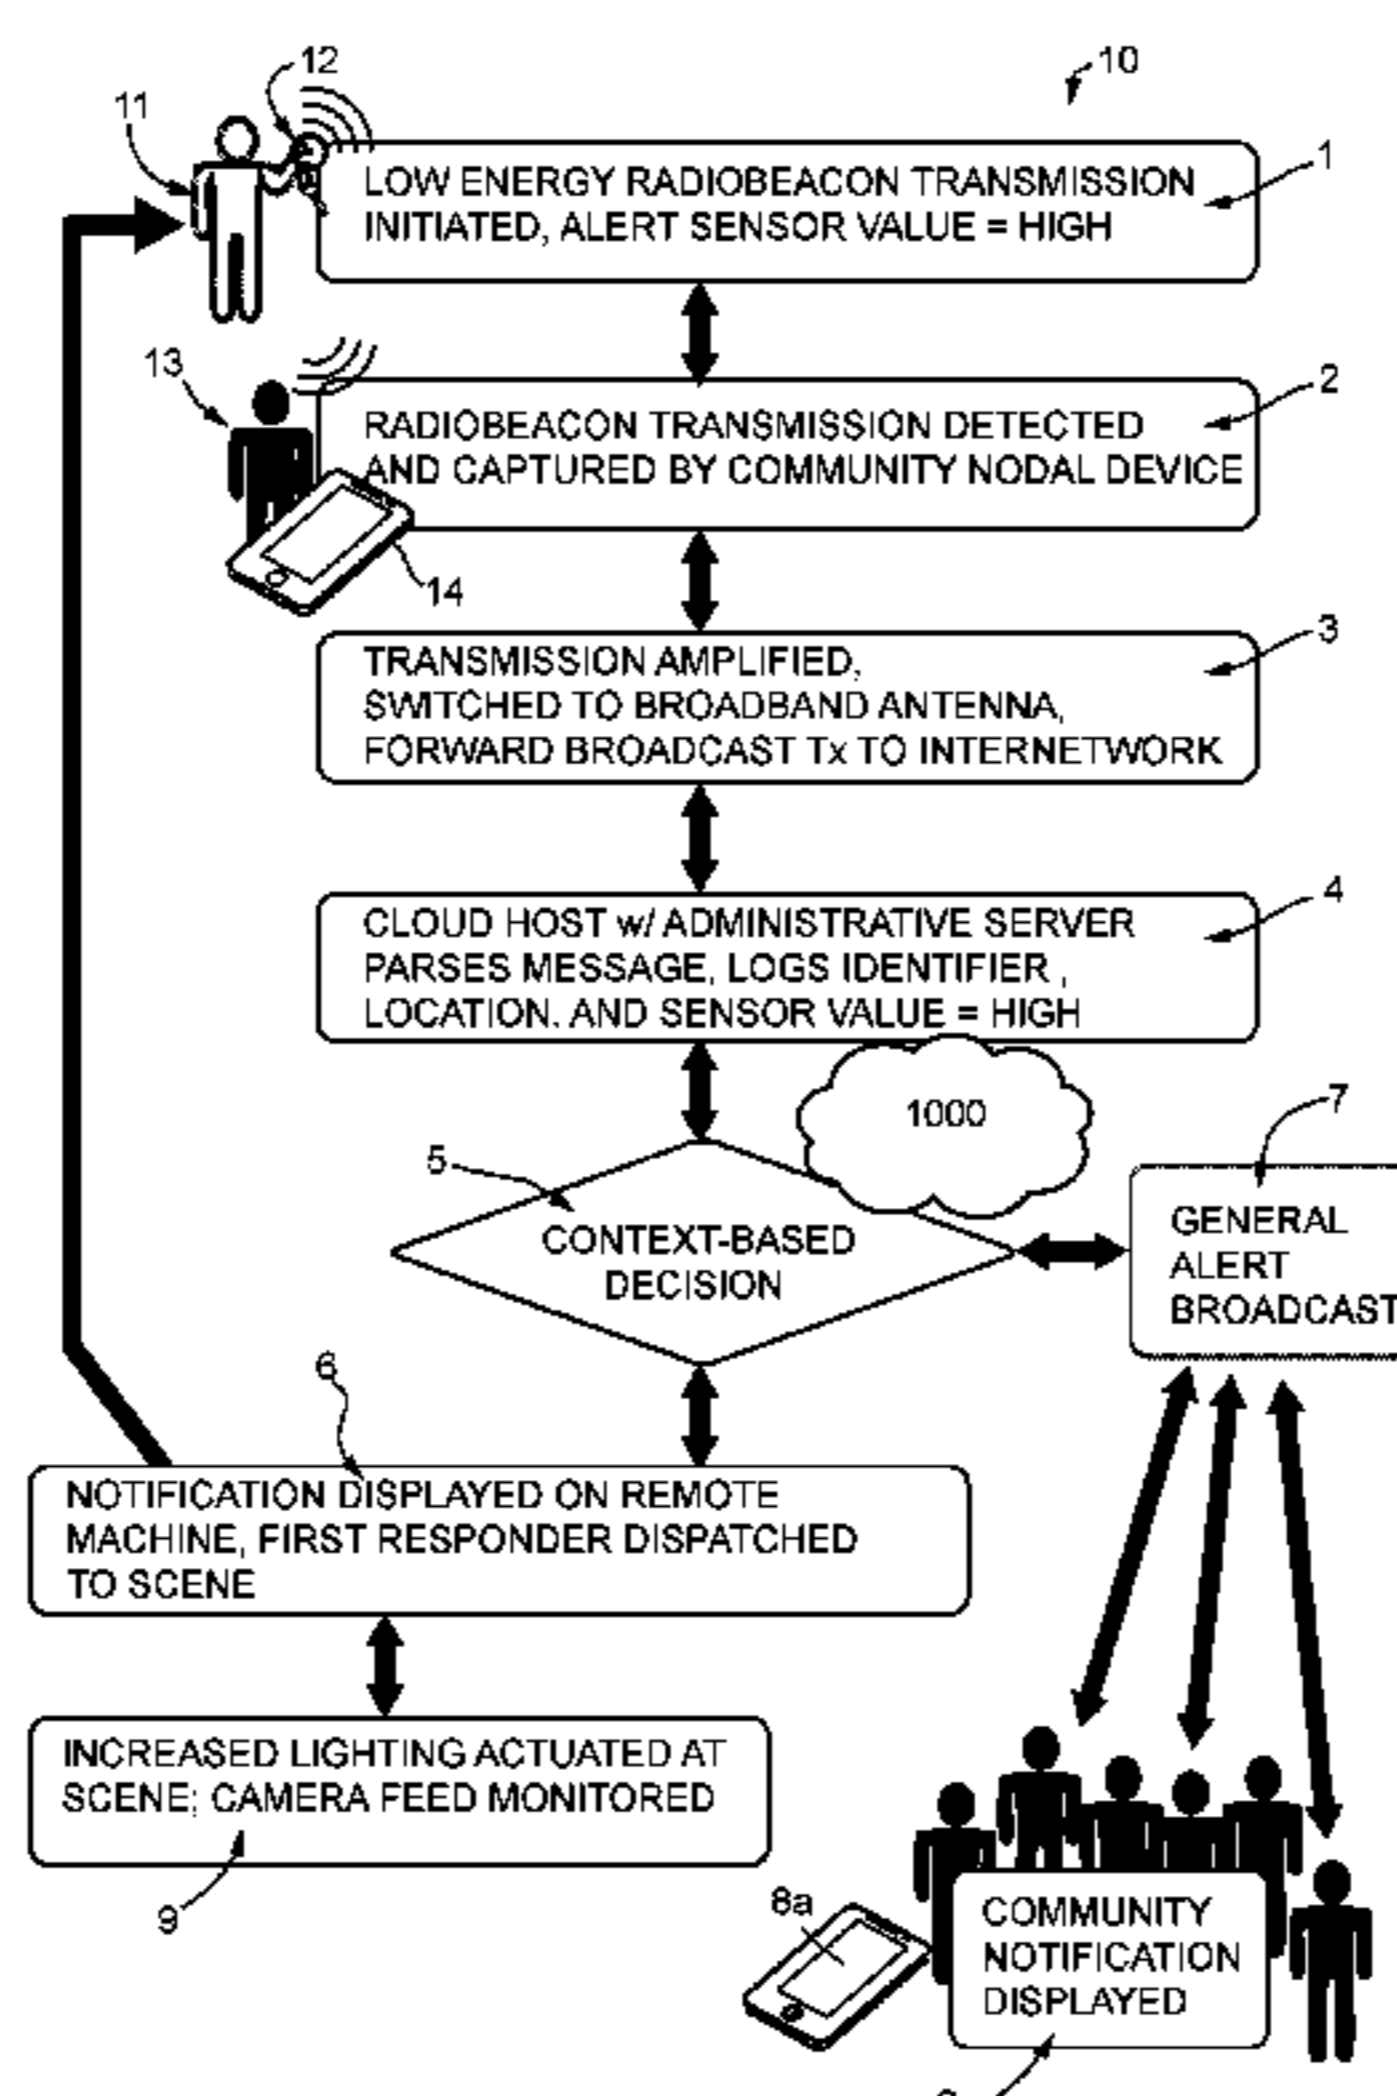 12
10
11
1
LOW ENERGY RADIOBEACON TRANSMISSION
INITIATED, ALERT SENSOR VALUE = HIGH
13
2
RADIOBEACON TRANSMISSION DETECTED
AND CAPTURED BY COMMUNITY NODAL DEVICE
14
3
TRANSMISSION AMPLIFIED,
SWITCHED TO BROADBAND ANTENNA,
FORWARD BROADCAST Tx TO INTERNETWORK
4
CLOUD HOST w/ ADMINISTRATIVE SERVER
PARSES MESSAGE, LOGS IDENTIFIER ,
LOCATION. AND SENSOR VALUE = HIGH
1000
7
5
CONTEXT-BASED
DECISION
GENERAL
ALERT
BROADCAST
6
NOTIFICATION DISPLAYED ON REMOTE
MACHINE, FIRST RESPONDER DISPATCHED
TO SCENE
INCREASED LIGHTING ACTUATED AT
SCENE; CAMERA FEED MONITORED
9
8a
COMMUNITY
NOTIFICATION
DISPLAYED